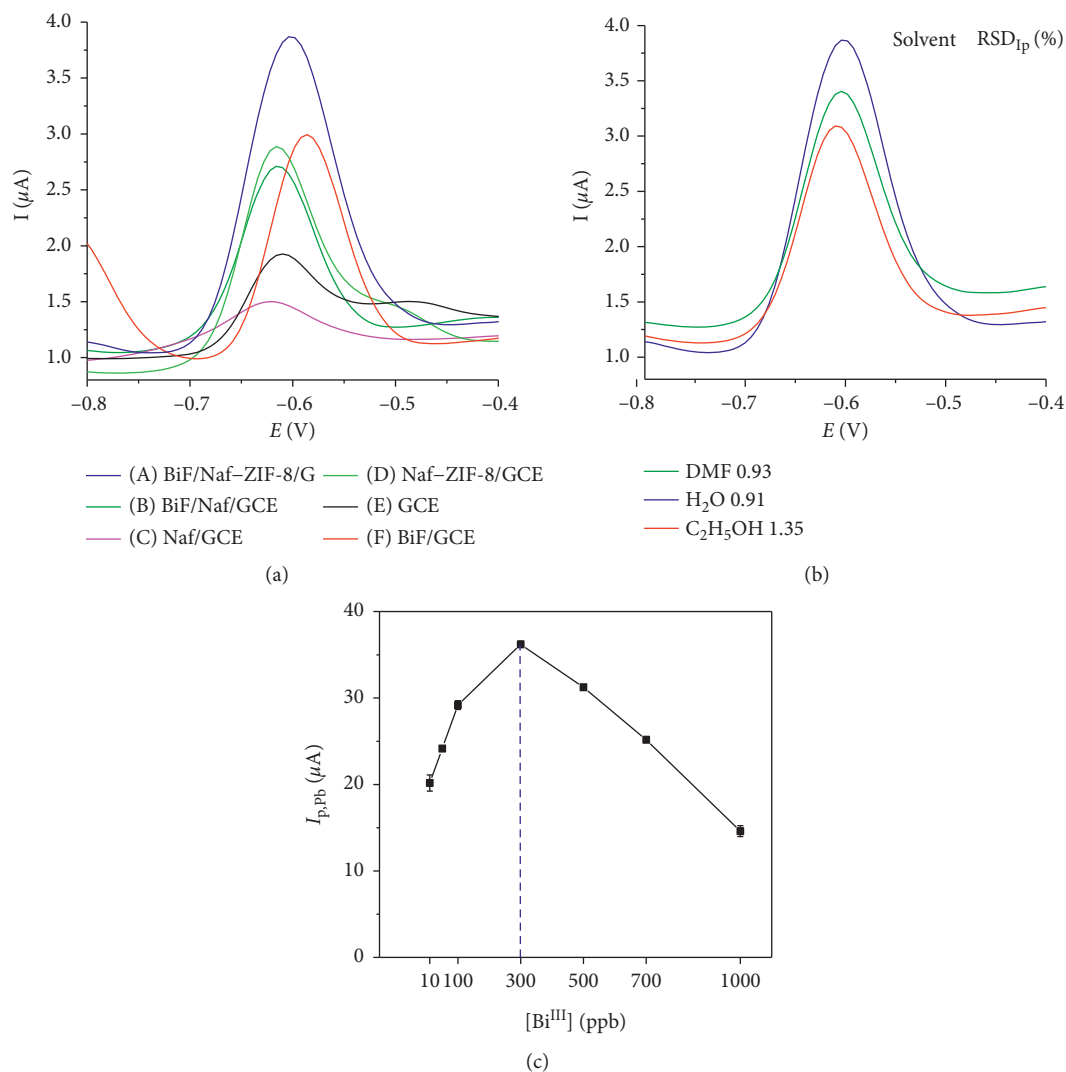 4.0
3.5
3.0
2.5
2.0
1.5
1.0
I (μA)
−0.8 −0.7 −0.6 −0.5 −0.4
E (V)
(A) BiF/Naf−ZIF-8/G
(B) BiF/Naf/GCE
(C) Naf/GCE
(D) Naf−ZIF-8/GCE
(E) GCE
(F) BiF/GCE
(a)
Solvent RSD_Ip (%)
4.0
3.5
3.0
2.5
2.0
1.5
1.0
I (μA)
−0.8 −0.7 −0.6 −0.5 −0.4
E (V)
DMF 0.93
H₂O 0.91
C₂H₅OH 1.35
(b)
40
30
20
10
0
I_p,Pb (μA)
10 100 300 500 700 1000
[Bi^III] (ppb)
(c)